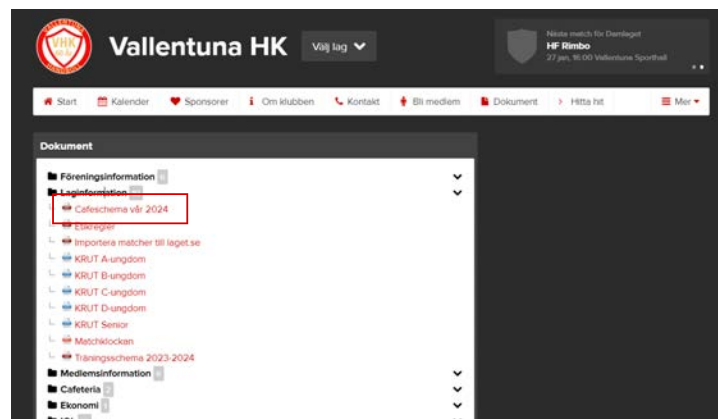 VALLENTUNA
VHK
Vallentuna HK
Välj lag
Nästa match för Damlaget
HF Rimbo
27 jan, 16:00 Vallentuna Sporthall
Start Kalender Sponsorer Om klubben Kontakt Bli medlem Dokument Hitta hit Mer
Dokument
Föreningsinformation
Laginformation
Cafeschema vår 2024
Etikregler
Importera matcher till laget.se
KRUT A-ungdom
KRUT B-ungdom
KRUT C-ungdom
KRUT D-ungdom
KRUT Senior
Matchklockan
Träningsschema 2023-2024
Medlemsinformation
Cafeteria 2
Ekonomi